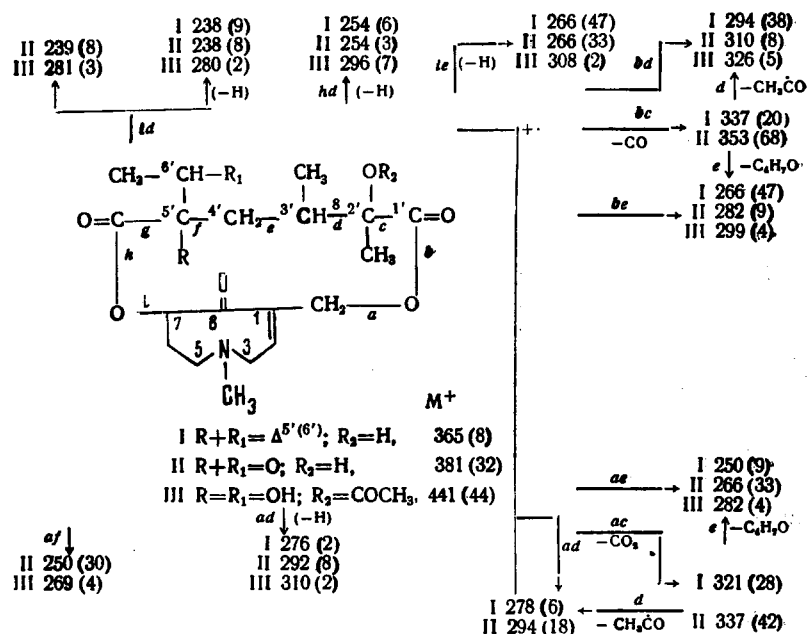 II 239 (8)
III 281 (3)
I 238 (9)
II 238 (8)
III 280 (2)
(−H)
I 254 (6)
II 254 (3)
III 296 (7)
hd (−H)
ie (−H)
I 266 (47)
II 266 (33)
III 308 (2)
bd
I 294 (38)
II 310 (8)
III 326 (5)
d −CH₃ĊO
id
bc
−CO
I 337 (20)
II 353 (68)
e −C₆H₇O
be
I 266 (47)
II 282 (9)
III 299 (4)
6'
CH₃–CH–R₁
CH₃
OR₂
O=C 5' 4' CH₂ 3' CH 8 2' C 1' C=O
g f e d c
h
R
CH₃
b
O i CH₂ a O
7 8 1
5 N 3
CH₃
M⁺
I R+R₁=Δ⁵'⁽⁶'⁾; R₂=H, 365 (8)
II R+R₁=O; R₂=H, 381 (32)
III R=R₁=OH; R₂=COCH₃, 441 (44)
ad (−H)
I 276 (2)
II 292 (8)
III 310 (2)
af
II 250 (30)
III 269 (4)
ae
I 250 (9)
II 266 (33)
III 282 (4)
e −C₆H₇O
ac
−CO₂
ad
I 321 (28)
I 278 (6)
II 294 (18)
d
−CH₃ĊO
II 337 (42)